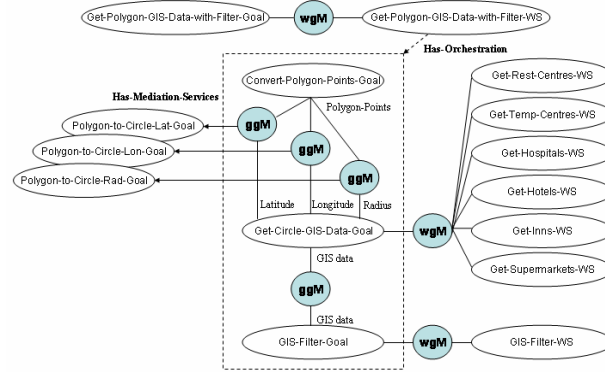 Get-Polygon-GIS-Data-with-Filter-Goal
wgM
Get-Polygon-GIS-Data-with-Filter-WS
Has-Orchestration
Convert-Polygon-Points-Goal
Get-Rest-Centres-WS
Has-Mediation-Services
Polygon-Points
Get-Temp-Centres-WS
Polygon-to-Circle-Lat-Goal
ggM
Polygon-to-Circle-Lon-Goal
ggM
Get-Hospitals-WS
Polygon-to-Circle-Rad-Goal
ggM
Get-Hotels-WS
Latitude
Longitude
Radius
Get-Circle-GIS-Data-Goal
wgM
Get-Inns-WS
GIS data
Get-Supermarkets-WS
ggM
GIS data
GIS-Filter-Goal
wgM
GIS-Filter-WS